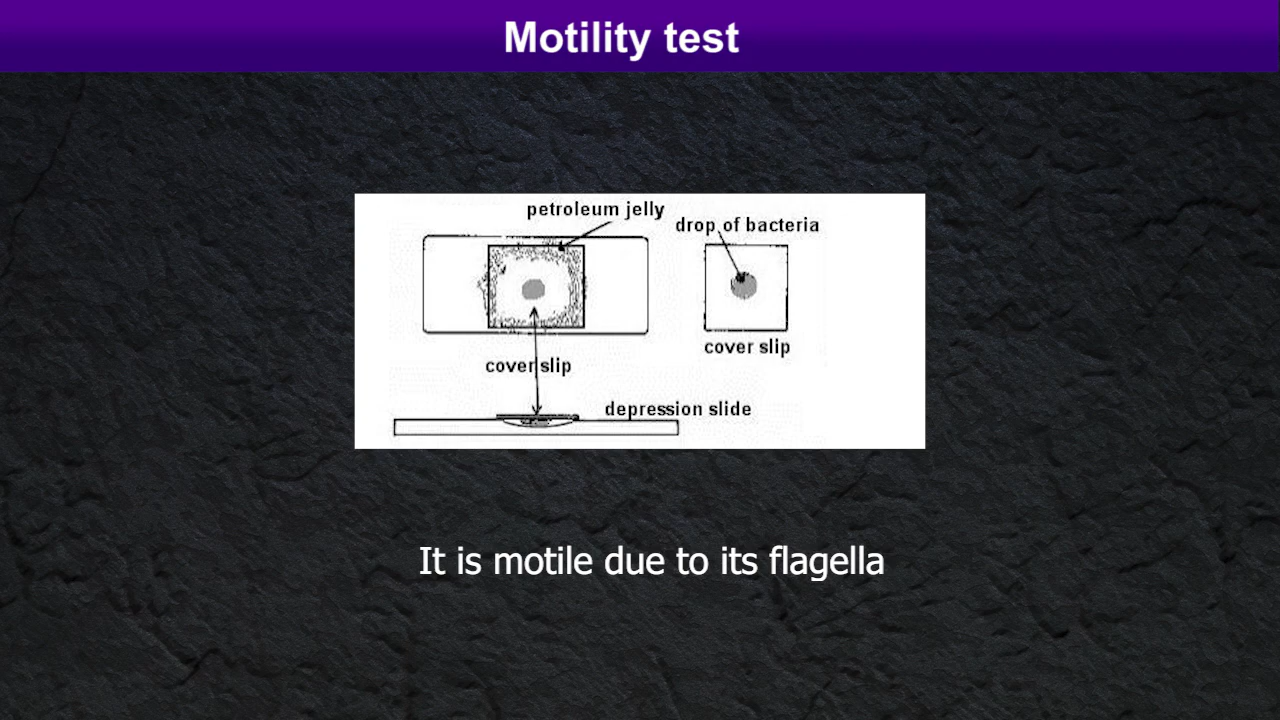 Motility test
petroleum jelly
drop of bacteria
cover slip
cover slip
depression slide
It is motile due to its flagella